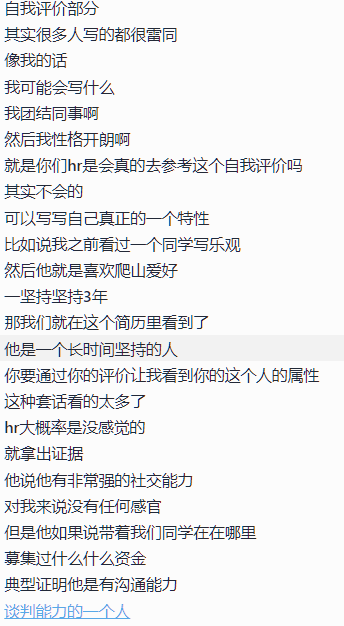 自我评价部分
其实很多人写的都很雷同
像我的话
我可能会写什么
我团结同事啊
然后我性格开朗啊
就是你们hr是会真的去参考这个自我评价吗
其实不会的
可以写写自己真正的一个特性
比如说我之前看过一个同学写乐观
然后他就是喜欢爬山爱好
一坚持坚持3年
那我们就在这个简历里看到了
他是一个长时间坚持的人
你要通过你的评价让我看到你的这个人的属性
这种套话看的太多了
hr大概率是没感觉的
就拿出证据
他说他有非常强的社交能力
对我来说没有任何感官
但是他如果说带着我们同学在在哪里
募集过什么什么资金
典型证明他是有沟通能力
谈判能力的一个人